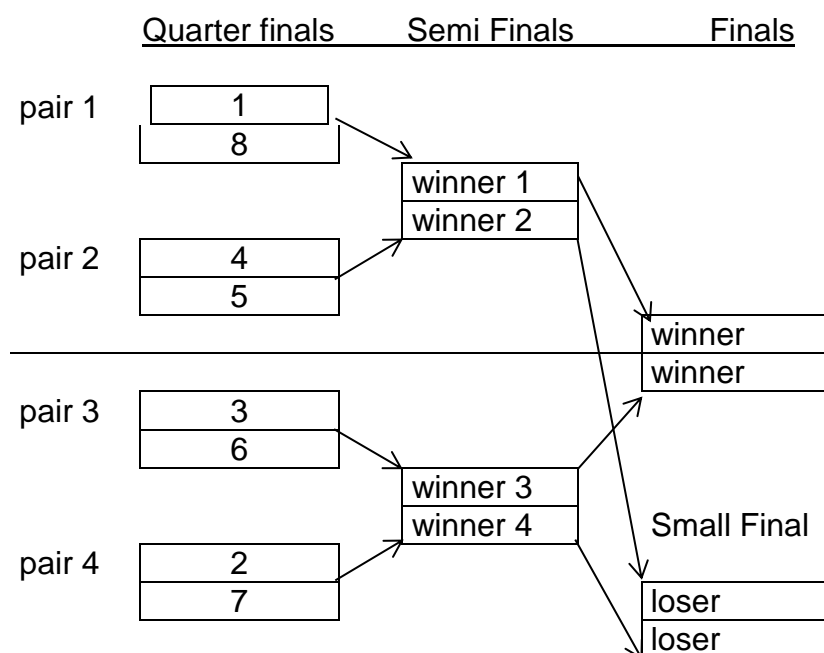 Quarter finals Semi Finals Finals
pair 1 1
8
winner 1
winner 2
pair 2 4
5
winner
winner
pair 3 3
6
winner 3
winner 4
Small Final
pair 4 2
7
loser
loser